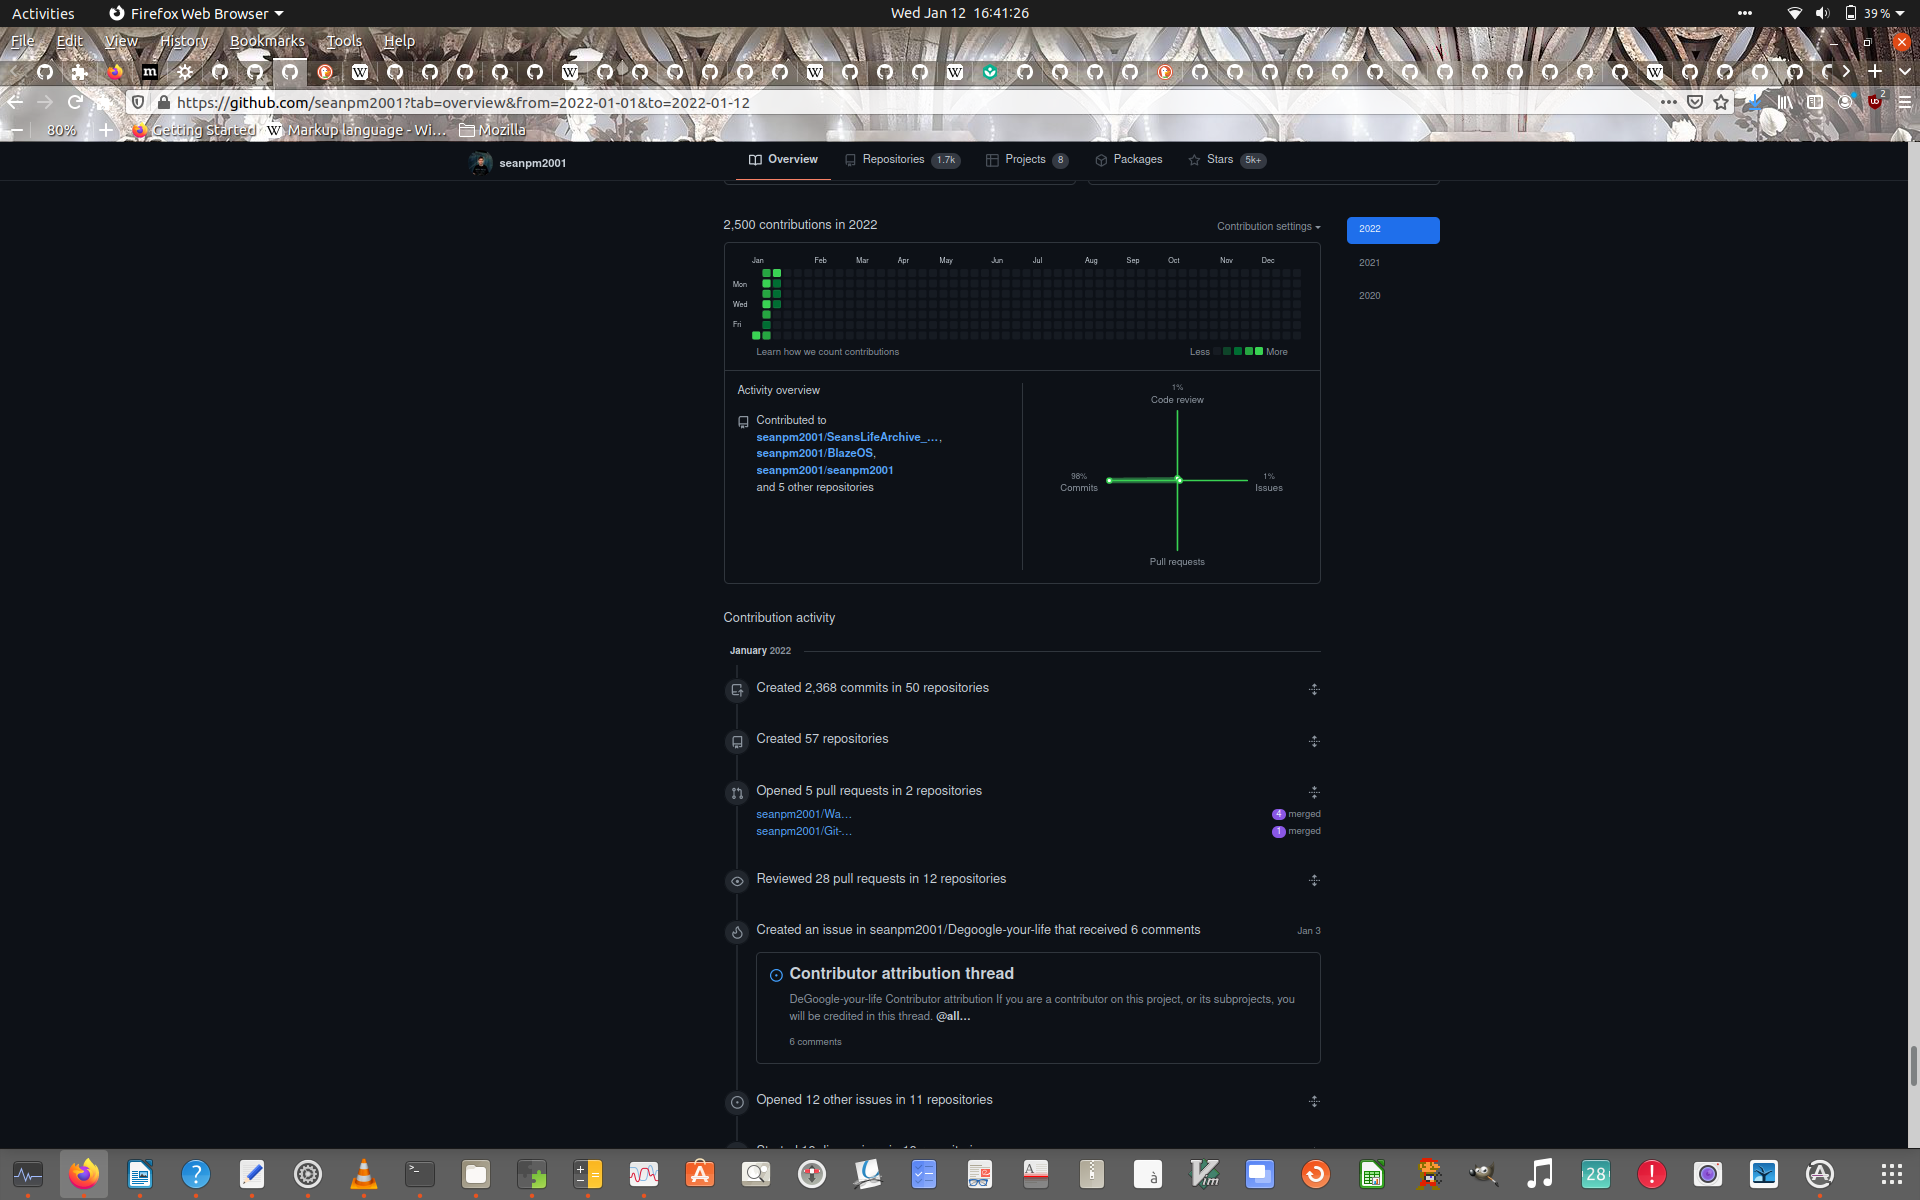 Activities
Firefox Web Browser
Wed Jan 12 16:41:26
39 %
File Edit View History Bookmarks Tools Help
https://github.com/seanpm2001?tab=overview&from=2022-01-01&to=2022-01-12
2
80%
Getting Started
Markup language - Wi…
Mozilla
seanpm2001
Overview
Repositories 1.7k
Projects 8
Packages
Stars 5k+
2,500 contributions in 2022
Contribution settings
2022
2021
2020
Jan Feb Mar Apr May Jun Jul Aug Sep Oct Nov Dec
Mon
Wed
Fri
Learn how we count contributions
Less More
Activity overview
Contributed to
seanpm2001/SeansLifeArchive_…,
seanpm2001/BlazeOS,
seanpm2001/seanpm2001
and 5 other repositories
1%
Code review
98%
Commits
1%
Issues
Pull requests
Contribution activity
January 2022
Created 2,368 commits in 50 repositories
Created 57 repositories
Opened 5 pull requests in 2 repositories
seanpm2001/Wa…
4 merged
seanpm2001/Git-…
1 merged
Reviewed 28 pull requests in 12 repositories
Created an issue in seanpm2001/Degoogle-your-life that received 6 comments
Jan 3
Contributor attribution thread
DeGoogle-your-life Contributor attribution If you are a contributor on this project, or its subprojects, you
will be credited in this thread. @all…
6 comments
Opened 12 other issues in 11 repositories
28